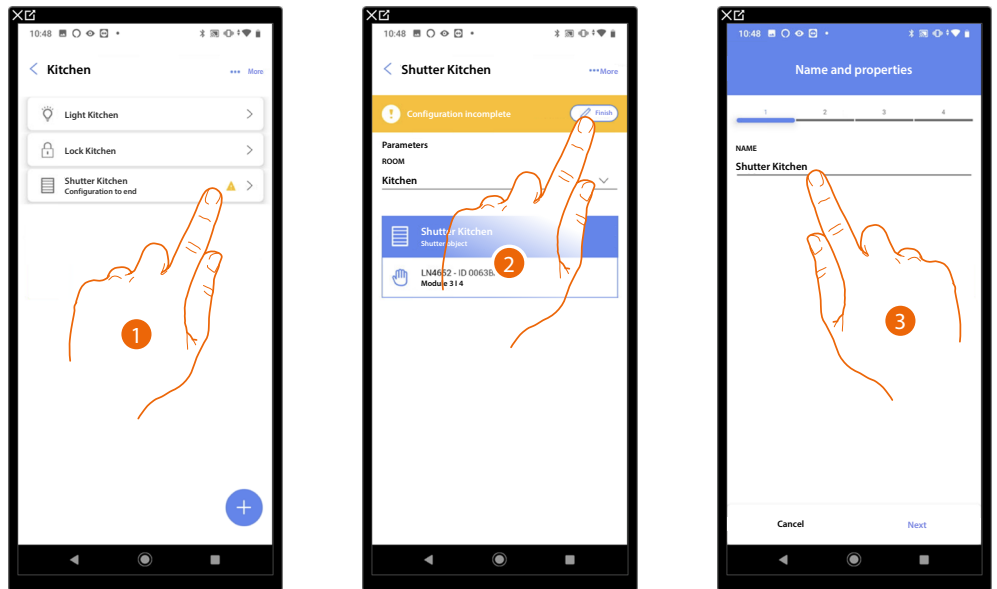 10:48
Kitchen
••• More
Light Kitchen
Lock Kitchen
Shutter Kitchen
Configuration to end
1
10:48
Shutter Kitchen
•••More
Configuration incomplete
Finish
Parameters
ROOM
Kitchen
Shutter Kitchen
Shutter object
2
LN4652 - ID 0063B
Module 3 I 4
10:48
Name and properties
1 2 3 4
NAME
Shutter Kitchen
3
Cancel Next